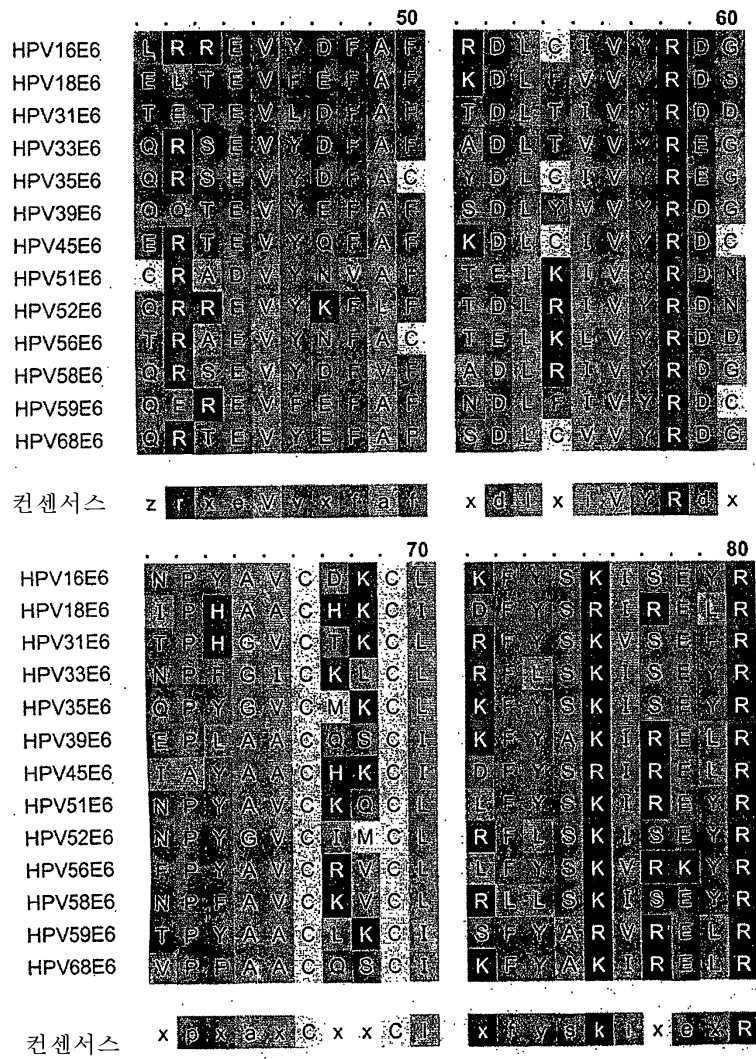 50 60
HPV16E6 L R R E V Y D F A F R D L C I V Y R D G
HPV18E6 E L T E V F E F A F K D L F V V Y R D S
HPV31E6 T E T E V L D F A F T D L T I V Y R D D
HPV33E6 Q R S E V Y D F A F A D L T V V Y R E G
HPV35E6 Q R S E V Y D F A C Y D L C I V Y R E G
HPV39E6 Q Q T E V Y E F A F S D L Y V V Y R D G
HPV45E6 E R T E V Y Q F A F K D L C I V Y R D C
HPV51E6 C R A D V Y N V A F T E I K I V Y R D N
HPV52E6 Q R R E V Y K F L F T D L R I V Y R D N
HPV56E6 T R A E V Y N F A C T E L K L V Y R D D
HPV58E6 Q R S E V Y D F V F A D L R I V Y R D G
HPV59E6 Q E R E V F E F A F N D L F I V Y R D C
HPV68E6 Q R T E V Y E F A F S D L C V V Y R D G
컨센서스 z r x e V y x f a f x d l x i V Y R d x
70 80
HPV16E6 N P Y A V C D K C L K F Y S K I S E Y R
HPV18E6 I P H A A C H K C I D F Y S R I R E L R
HPV31E6 T P H G V C T K C L R F Y S K V S E F R
HPV33E6 N P F G I C K L C L R F L S K I S E Y R
HPV35E6 Q P Y G V C M K C L K F Y S K I S E Y R
HPV39E6 E P L A A C Q S C I K F Y A K I R E L R
HPV45E6 I A Y A A C H K C I D F Y S R I R E L R
HPV51E6 N P Y A V C K Q C L L F Y S K I R E Y R
HPV52E6 N P Y G V C I M C L R F L S K I S E Y R
HPV56E6 F P Y A V C R V C L L F Y S K V R K Y R
HPV58E6 N P F A V C K V C L R L L S K I S E Y R
HPV59E6 T P Y A A C L K C I S F Y A R V R E L R
HPV68E6 V P F A A C Q S C I K F Y A K I R E L R
컨센서스 x p x a x C x x C l x f y s k i x e x R